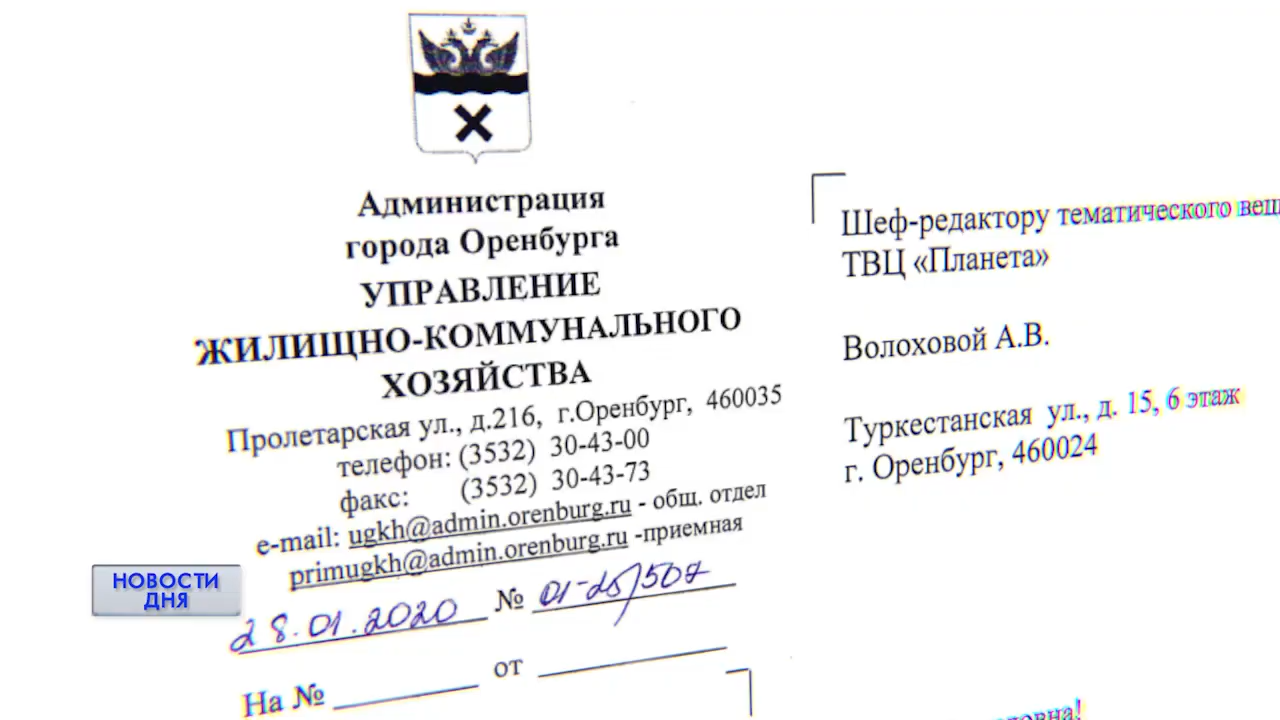 Администрация
города Оренбурга
УПРАВЛЕНИЕ
ЖИЛИЩНО-КОММУНАЛЬНОГО
ХОЗЯЙСТВА
Пролетарская ул., д.216, г.Оренбург, 460035
телефон: (3532) 30-43-00
факс: (3532) 30-43-73
e-mail: ugkh@admin.orenburg.ru - общ. отдел
primugkh@admin.orenburg.ru -приемная
28.01.2020 № 01-25/507
На № от
Шеф-редактору тематического
ТВЦ «Планета»
Волоховой А.В.
Туркестанская ул., д. 15, 6 этаж
г. Оренбург, 460024
НОВОСТИ
ДНЯ